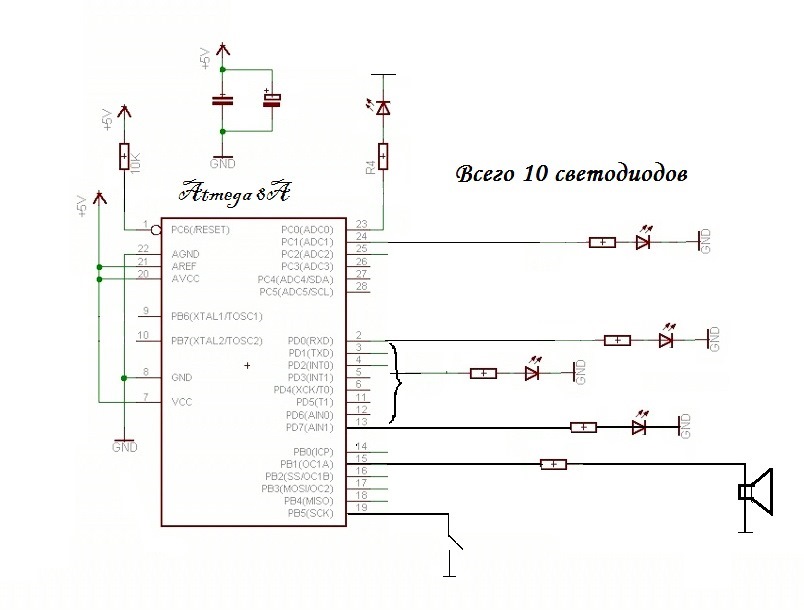 +5V
+5V
GND
10K
R4
Всего 10 светодиодов
Atmega8A
+5V
1 PC6(/RESET) PC0(ADC0) 23
PC1(ADC1) 24
22 AGND PC2(ADC2) 25
21 AREF PC3(ADC3) 26
20 AVCC PC4(ADC4/SDA) 27
PC5(ADC5/SCL) 28
GND
9 PB6(XTAL1/TOSC1)
10 PB7(XTAL2/TOSC2) PD0(RXD) 2
GND
PD1(TXD) 3
PD2(INT0) 4
8 GND PD3(INT1) 5
GND
PD4(XCK/T0) 6
7 VCC PD5(T1) 11
PD6(AIN0) 12
PD7(AIN1) 13
GND
GND
PB0(ICP) 14
PB1(OC1A) 15
PB2(SS/OC1B) 16
PB3(MOSI/OC2) 17
PB4(MISO) 18
PB5(SCK) 19